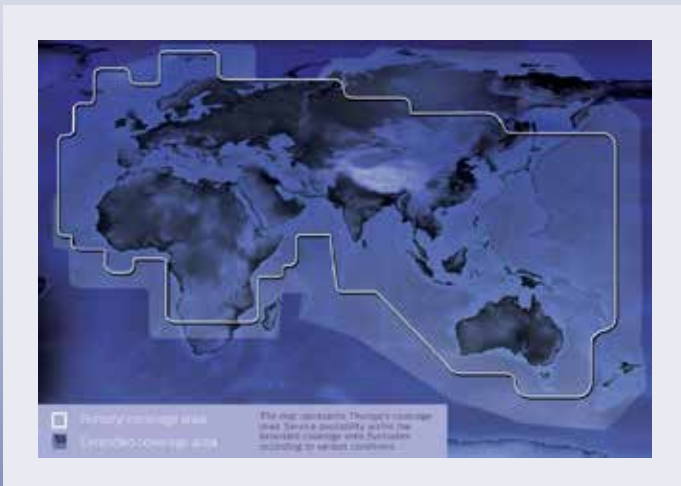 Primary coverage area
Extended coverage area
The map represents Thuraya's coverage
area. Service availability within the
extended coverage area fluctuates
according to various conditions.